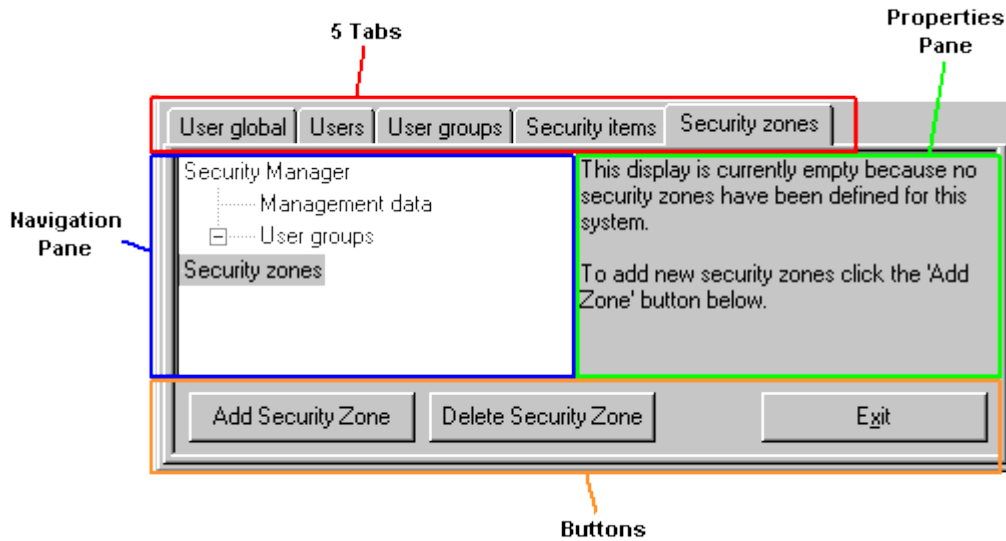 5 Tabs
Properties
Pane
User global
Users
User groups
Security items
Security zones
Navigation
Pane
Security Manager
Management data
User groups
Security zones
This display is currently empty because no
security zones have been defined for this
system.
To add new security zones click the 'Add
Zone' button below.
Add Security Zone
Delete Security Zone
Exit
Buttons